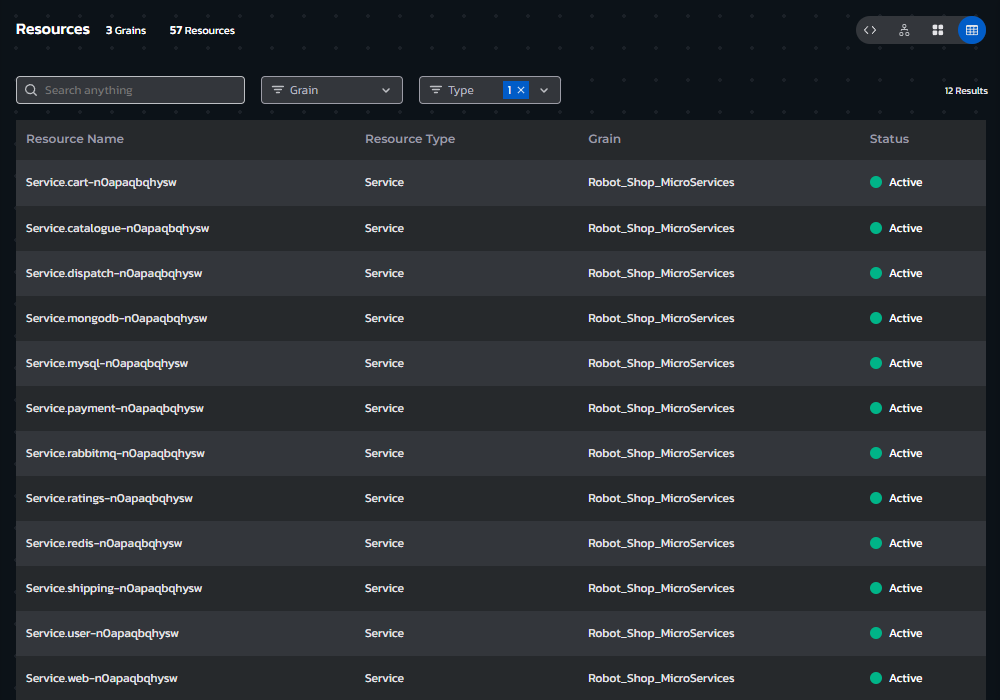 Resources 3 Grains 57 Resources
Search anything Grain Type 1 12 Results
Resource Name Resource Type Grain Status
Service.cart-n0apaqbqhysw Service Robot_Shop_MicroServices Active
Service.catalogue-n0apaqbqhysw Service Robot_Shop_MicroServices Active
Service.dispatch-n0apaqbqhysw Service Robot_Shop_MicroServices Active
Service.mongodb-n0apaqbqhysw Service Robot_Shop_MicroServices Active
Service.mysql-n0apaqbqhysw Service Robot_Shop_MicroServices Active
Service.payment-n0apaqbqhysw Service Robot_Shop_MicroServices Active
Service.rabbitmq-n0apaqbqhysw Service Robot_Shop_MicroServices Active
Service.ratings-n0apaqbqhysw Service Robot_Shop_MicroServices Active
Service.redis-n0apaqbqhysw Service Robot_Shop_MicroServices Active
Service.shipping-n0apaqbqhysw Service Robot_Shop_MicroServices Active
Service.user-n0apaqbqhysw Service Robot_Shop_MicroServices Active
Service.web-n0apaqbqhysw Service Robot_Shop_MicroServices Active